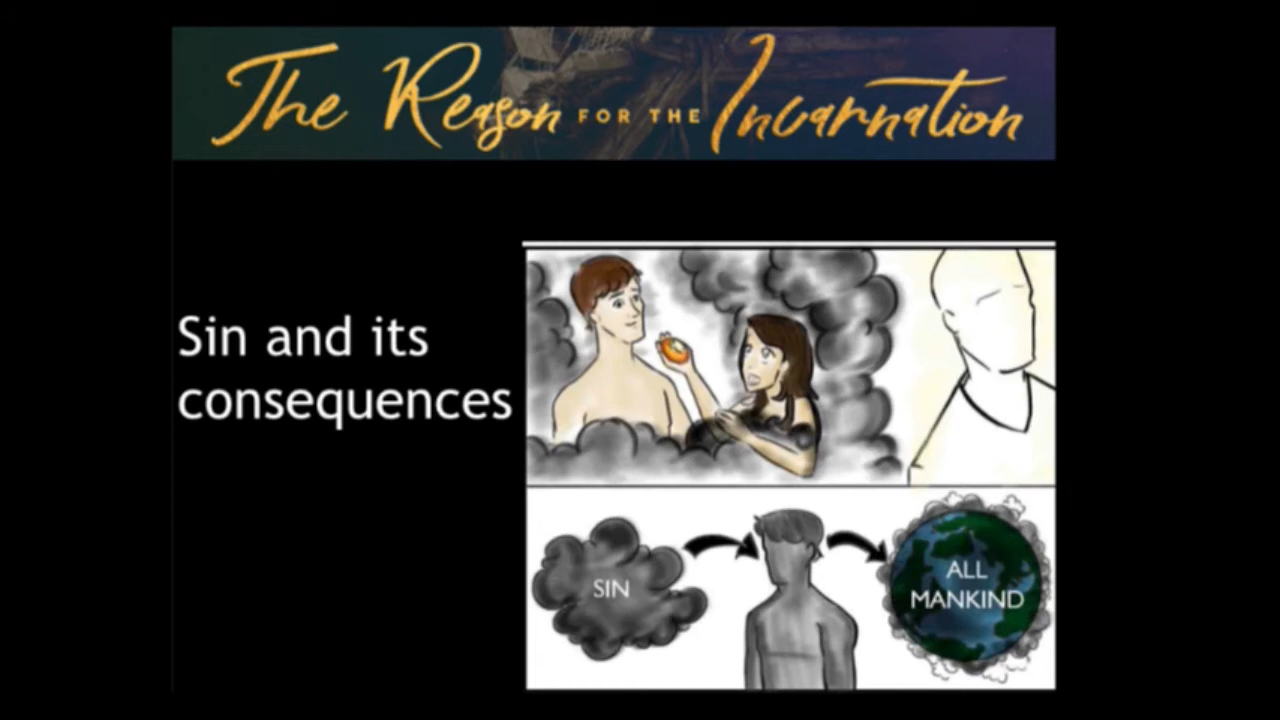 The Reason FOR THE Incarnation
Sin and its
consequences
SIN
ALL
MANKIND